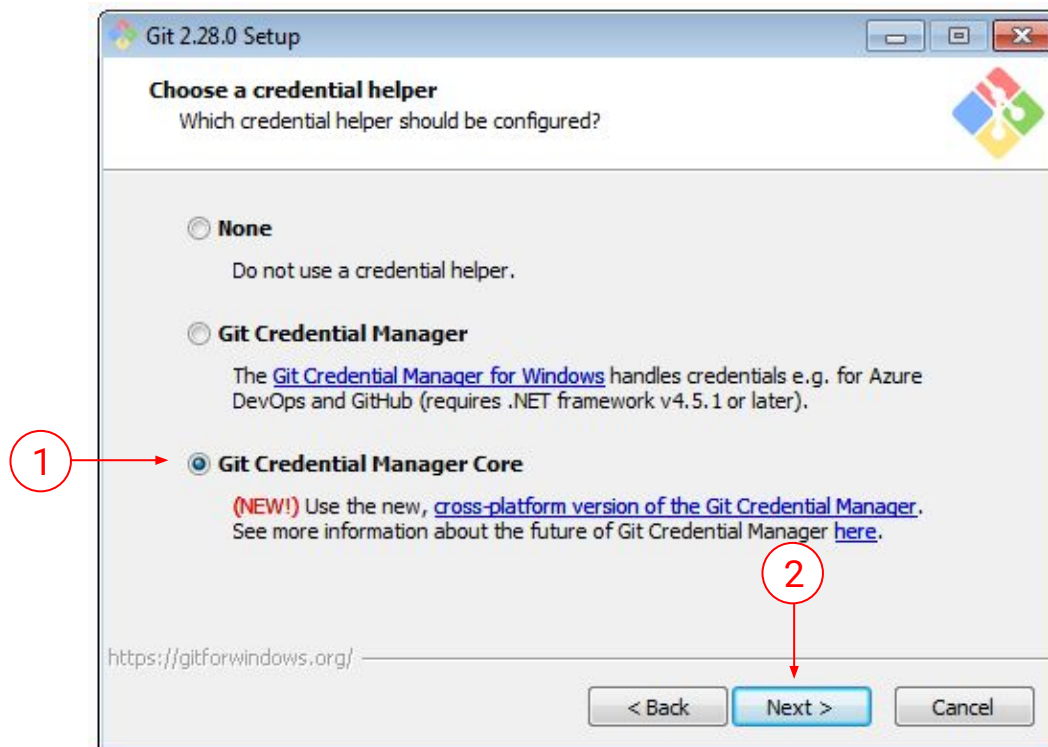 Git 2.28.0 Setup
Choose a credential helper
Which credential helper should be configured?
None
Do not use a credential helper.
Git Credential Manager
The Git Credential Manager for Windows handles credentials e.g. for Azure
DevOps and GitHub (requires .NET framework v4.5.1 or later).
1
Git Credential Manager Core
(NEW!) Use the new, cross-platform version of the Git Credential Manager.
See more information about the future of Git Credential Manager here.
2
https://gitforwindows.org/
< Back
Next >
Cancel